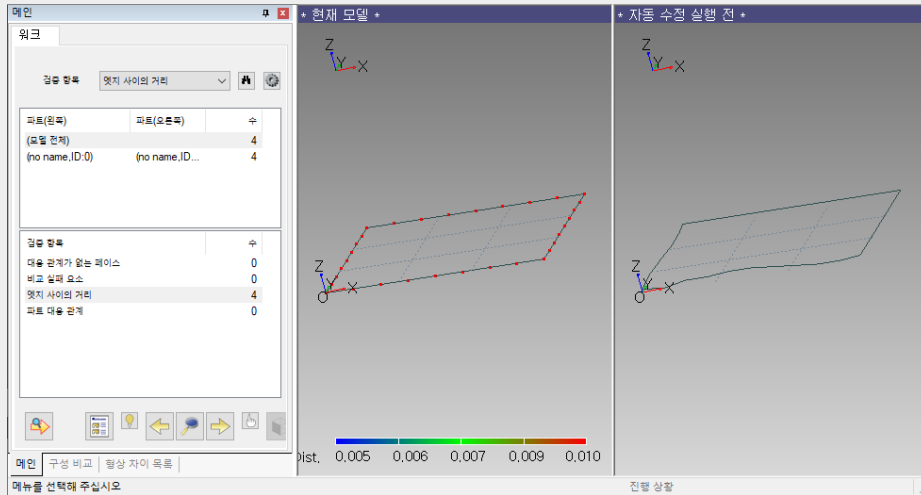 메인
워크
검증 항목 엣지 사이의 거리
파트(왼쪽) 파트(오른쪽) 수
(모델 전체) 4
(no name,ID:0) (no name,ID... 4
검증 항목 수
대응 관계가 없는 페이스 0
비교 실패 요소 0
엣지 사이의 거리 4
파트 대응 관계 0
메인 구성 비교 형상 차이 목록
메뉴를 선택해 주십시오
* 현재 모델 *
Z
Y
X
Z
Y
X
O
Dist. 0.005 0.006 0.007 0.009 0.010
* 자동 수정 실행 전 *
Z
Y
X
Z
Y
X
O
진행 상황